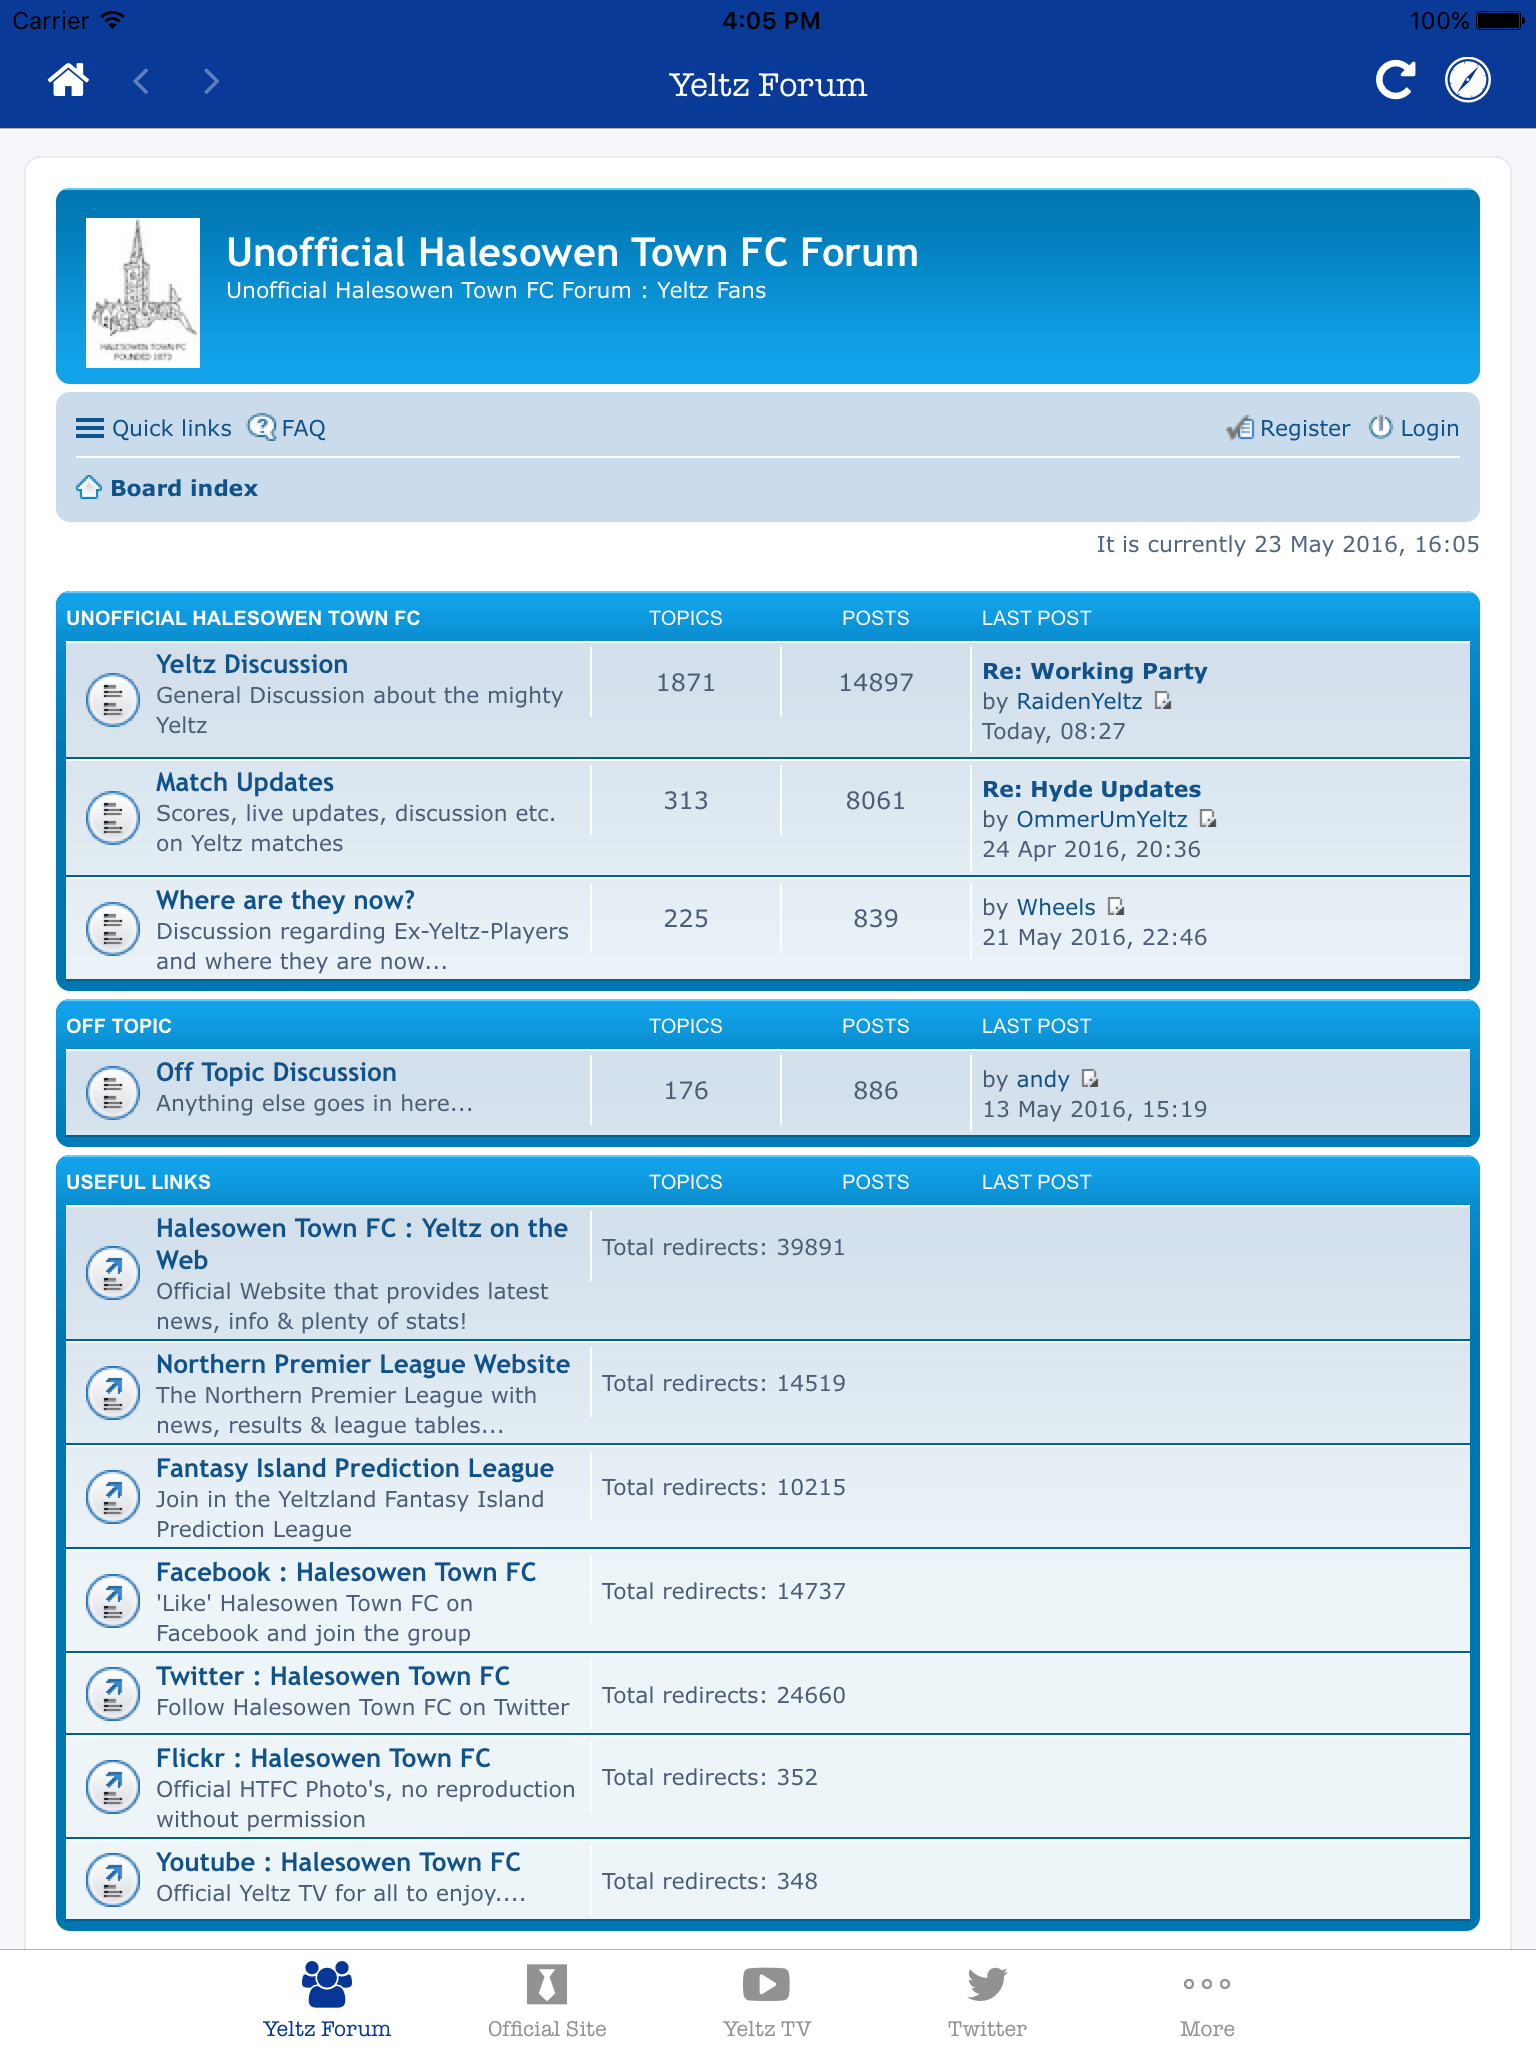 Carrier 4:05 PM 100%
Yeltz Forum
Unofficial Halesowen Town FC Forum
Unofficial Halesowen Town FC Forum : Yeltz Fans
HALESOWEN TOWN FC
FOUNDED 1873
Quick links FAQ Register Login
Board index
It is currently 23 May 2016, 16:05
UNOFFICIAL HALESOWEN TOWN FC TOPICS POSTS LAST POST
Yeltz Discussion
General Discussion about the mighty
Yeltz
1871 14897
Re: Working Party
by RaidenYeltz
Today, 08:27
Match Updates
Scores, live updates, discussion etc.
on Yeltz matches
313 8061
Re: Hyde Updates
by OmmerUmYeltz
24 Apr 2016, 20:36
Where are they now?
Discussion regarding Ex-Yeltz-Players
and where they are now...
225 839
by Wheels
21 May 2016, 22:46
OFF TOPIC TOPICS POSTS LAST POST
Off Topic Discussion
Anything else goes in here...
176 886
by andy
13 May 2016, 15:19
USEFUL LINKS TOPICS POSTS LAST POST
Halesowen Town FC : Yeltz on the
Web
Official Website that provides latest
news, info & plenty of stats!
Total redirects: 39891
Northern Premier League Website
The Northern Premier League with
news, results & league tables...
Total redirects: 14519
Fantasy Island Prediction League
Join in the Yeltzland Fantasy Island
Prediction League
Total redirects: 10215
Facebook : Halesowen Town FC
'Like' Halesowen Town FC on
Facebook and join the group
Total redirects: 14737
Twitter : Halesowen Town FC
Follow Halesowen Town FC on Twitter
Total redirects: 24660
Flickr : Halesowen Town FC
Official HTFC Photo's, no reproduction
without permission
Total redirects: 352
Youtube : Halesowen Town FC
Official Yeltz TV for all to enjoy....
Total redirects: 348
Yeltz Forum Official Site Yeltz TV Twitter More